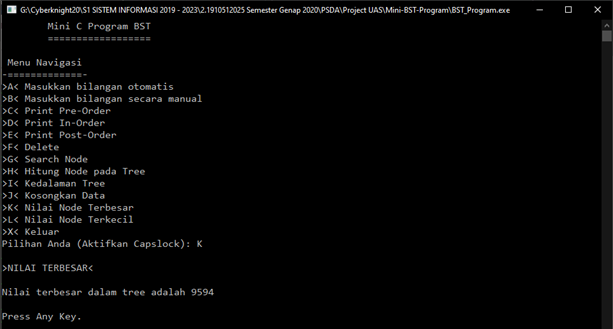 G:\Cyberknight20\S1 SISTEM INFORMASI 2019 - 2023\2.1910512025 Semester Genap 2020\PSDA\Project UAS\Mini-BST-Program\BST_Program.exe
Mini C Program BST
==================
Menu Navigasi
-=============-
>A< Masukkan bilangan otomatis
>B< Masukkan bilangan secara manual
>C< Print Pre-Order
>D< Print In-Order
>E< Print Post-Order
>F< Delete
>G< Search Node
>H< Hitung Node pada Tree
>I< Kedalaman Tree
>J< Kosongkan Data
>K< Nilai Node Terbesar
>L< Nilai Node Terkecil
>X< Keluar
Pilihan Anda (Aktifkan Capslock): K
>NILAI TERBESAR<
Nilai terbesar dalam tree adalah 9594
Press Any Key.